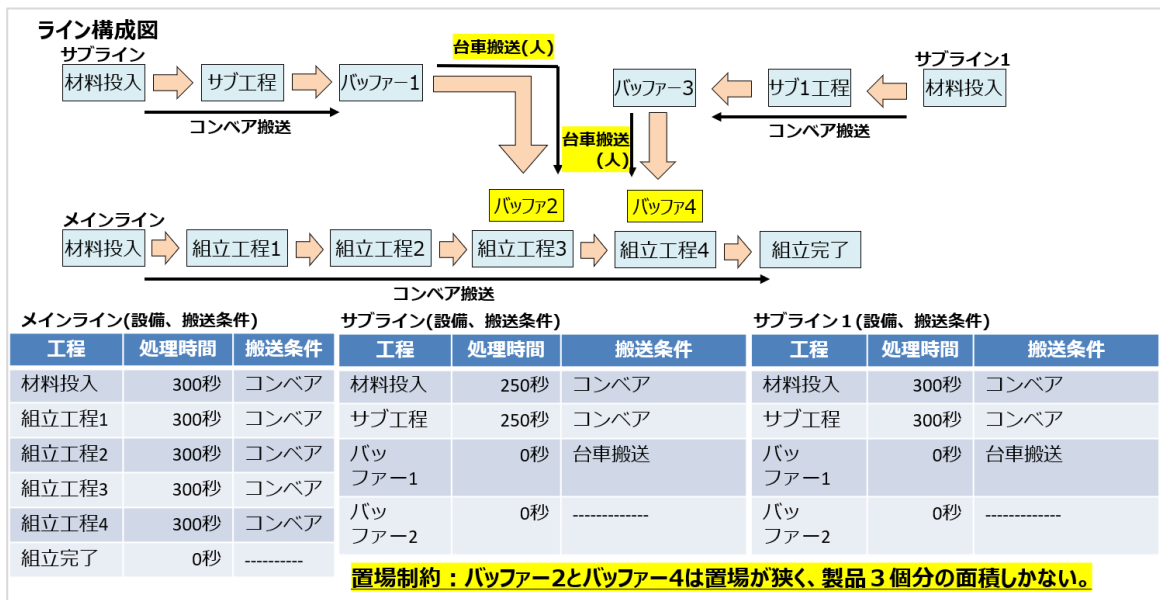 ライン構成図
サブライン
材料投入
サブ工程
バッファー1
台車搬送(人)
コンベア搬送
サブライン1
バッファー3
サブ1工程
材料投入
台車搬送
(人)
コンベア搬送
バッファ2
バッファ4
メインライン
材料投入
組立工程1
組立工程2
組立工程3
組立工程4
組立完了
コンベア搬送
メインライン(設備、搬送条件)
工程 処理時間 搬送条件
材料投入 300秒 コンベア
組立工程1 300秒 コンベア
組立工程2 300秒 コンベア
組立工程3 300秒 コンベア
組立工程4 300秒 コンベア
組立完了 0秒 ----------
サブライン(設備、搬送条件)
工程 処理時間 搬送条件
材料投入 250秒 コンベア
サブ工程 250秒 コンベア
バッ
ファー1 0秒 台車搬送
バッ
ファー2 0秒 -------------
サブライン１(設備、搬送条件)
工程 処理時間 搬送条件
材料投入 300秒 コンベア
サブ工程 300秒 コンベア
バッ
ファー1 0秒 台車搬送
バッ
ファー2 0秒 -------------
置場制約：バッファー2とバッファー4は置場が狭く、製品３個分の面積しかない。